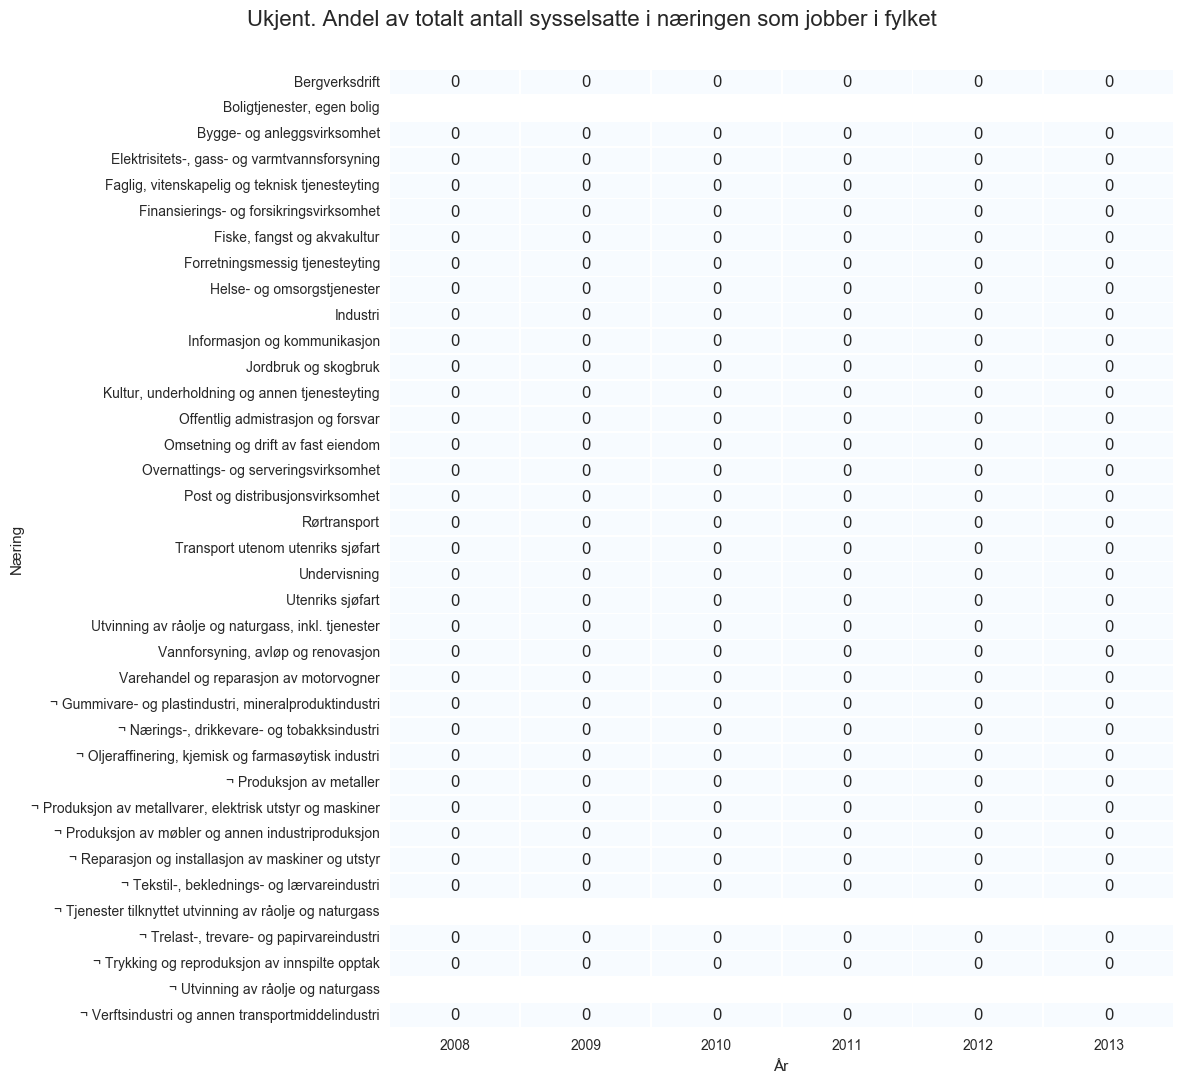 Ukjent. Andel av totalt antall sysselsatte i næringen som jobber i fylket
Bergverksdrift 0 0 0 0 0 0
Boligtjenester, egen bolig
Bygge- og anleggsvirksomhet 0 0 0 0 0 0
Elektrisitets-, gass- og varmtvannsforsyning 0 0 0 0 0 0
Faglig, vitenskapelig og teknisk tjenesteyting 0 0 0 0 0 0
Finansierings- og forsikringsvirksomhet 0 0 0 0 0 0
Fiske, fangst og akvakultur 0 0 0 0 0 0
Forretningsmessig tjenesteyting 0 0 0 0 0 0
Helse- og omsorgstjenester 0 0 0 0 0 0
Industri 0 0 0 0 0 0
Informasjon og kommunikasjon 0 0 0 0 0 0
Jordbruk og skogbruk 0 0 0 0 0 0
Kultur, underholdning og annen tjenesteyting 0 0 0 0 0 0
Offentlig admistrasjon og forsvar 0 0 0 0 0 0
Omsetning og drift av fast eiendom 0 0 0 0 0 0
Overnattings- og serveringsvirksomhet 0 0 0 0 0 0
Post og distribusjonsvirksomhet 0 0 0 0 0 0
Rørtransport 0 0 0 0 0 0
Transport utenom utenriks sjøfart 0 0 0 0 0 0
Undervisning 0 0 0 0 0 0
Utenriks sjøfart 0 0 0 0 0 0
Utvinning av råolje og naturgass, inkl. tjenester 0 0 0 0 0 0
Vannforsyning, avløp og renovasjon 0 0 0 0 0 0
Varehandel og reparasjon av motorvogner 0 0 0 0 0 0
¬ Gummivare- og plastindustri, mineralproduktindustri 0 0 0 0 0 0
¬ Nærings-, drikkevare- og tobakksindustri 0 0 0 0 0 0
¬ Oljeraffinering, kjemisk og farmasøytisk industri 0 0 0 0 0 0
¬ Produksjon av metaller 0 0 0 0 0 0
¬ Produksjon av metallvarer, elektrisk utstyr og maskiner 0 0 0 0 0 0
¬ Produksjon av møbler og annen industriproduksjon 0 0 0 0 0 0
¬ Reparasjon og installasjon av maskiner og utstyr 0 0 0 0 0 0
¬ Tekstil-, beklednings- og lærvareindustri 0 0 0 0 0 0
¬ Tjenester tilknyttet utvinning av råolje og naturgass
¬ Trelast-, trevare- og papirvareindustri 0 0 0 0 0 0
¬ Trykking og reproduksjon av innspilte opptak 0 0 0 0 0 0
¬ Utvinning av råolje og naturgass
¬ Verftsindustri og annen transportmiddelindustri 0 0 0 0 0 0
2008 2009 2010 2011 2012 2013
År
Næring